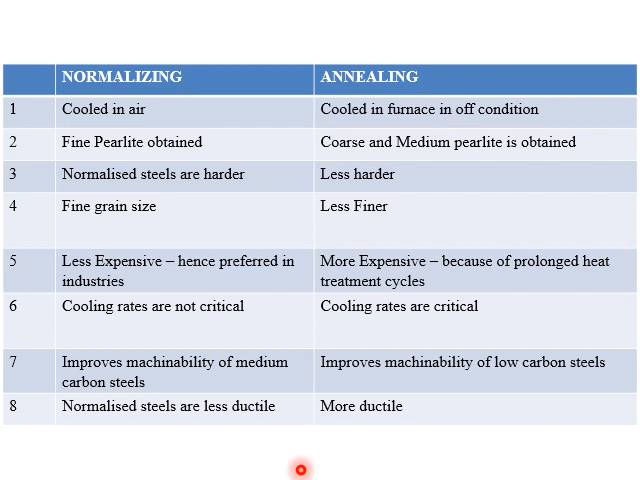 NORMALIZING ANNEALING
1 Cooled in air Cooled in furnace in off condition
2 Fine Pearlite obtained Coarse and Medium pearlite is obtained
3 Normalised steels are harder Less harder
4 Fine grain size Less Finer
5 Less Expensive – hence preferred in More Expensive – because of prolonged heat
industries treatment cycles
6 Cooling rates are not critical Cooling rates are critical
7 Improves machinability of medium Improves machinability of low carbon steels
carbon steels
8 Normalised steels are less ductile More ductile